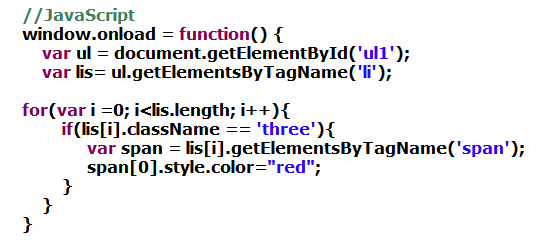 //JavaScript
window.onload = function() {
var ul = document.getElementById('ul1');
var lis= ul.getElementsByTagName('li');
for(var i =0; i<lis.length; i++){
if(lis[i].className == 'three'){
var span = lis[i].getElementsByTagName('span');
span[0].style.color="red";
}
}
}